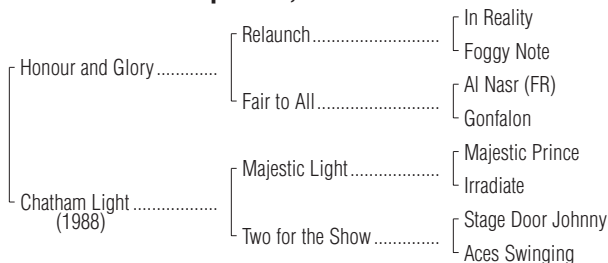 In Reality
Relaunch
Foggy Note
Honour and Glory
Al Nasr (FR)
Fair to All
Gonfalon
Majestic Prince
Majestic Light
Irradiate
Chatham Light
(1988)
Stage Door Johnny
Two for the Show
Aces Swinging